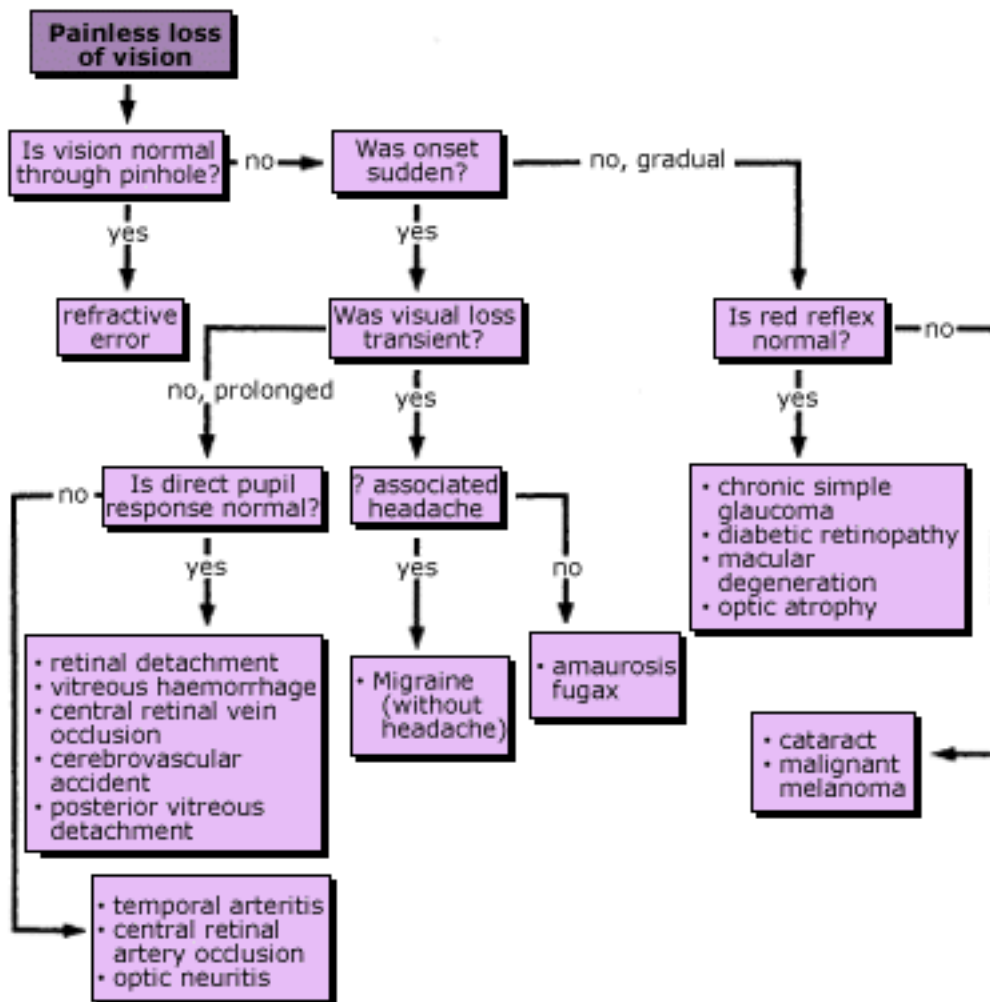 Painless loss
of vision
Is vision normal
through pinhole?
no
Was onset
sudden?
no, gradual
yes
yes
refractive
error
Was visual loss
transient?
Is red reflex
normal?
no
no, prolonged
yes
yes
no
Is direct pupil
response normal?
? associated
headache
• chronic simple
glaucoma
• diabetic retinopathy
• macular
degeneration
• optic atrophy
yes
yes
no
• retinal detachment
• vitreous haemorrhage
• central retinal vein
occlusion
• cerebrovascular
accident
• posterior vitreous
detachment
• Migraine
(without
headache)
• amaurosis
fugax
• cataract
• malignant
melanoma
• temporal arteritis
• central retinal
artery occlusion
• optic neuritis